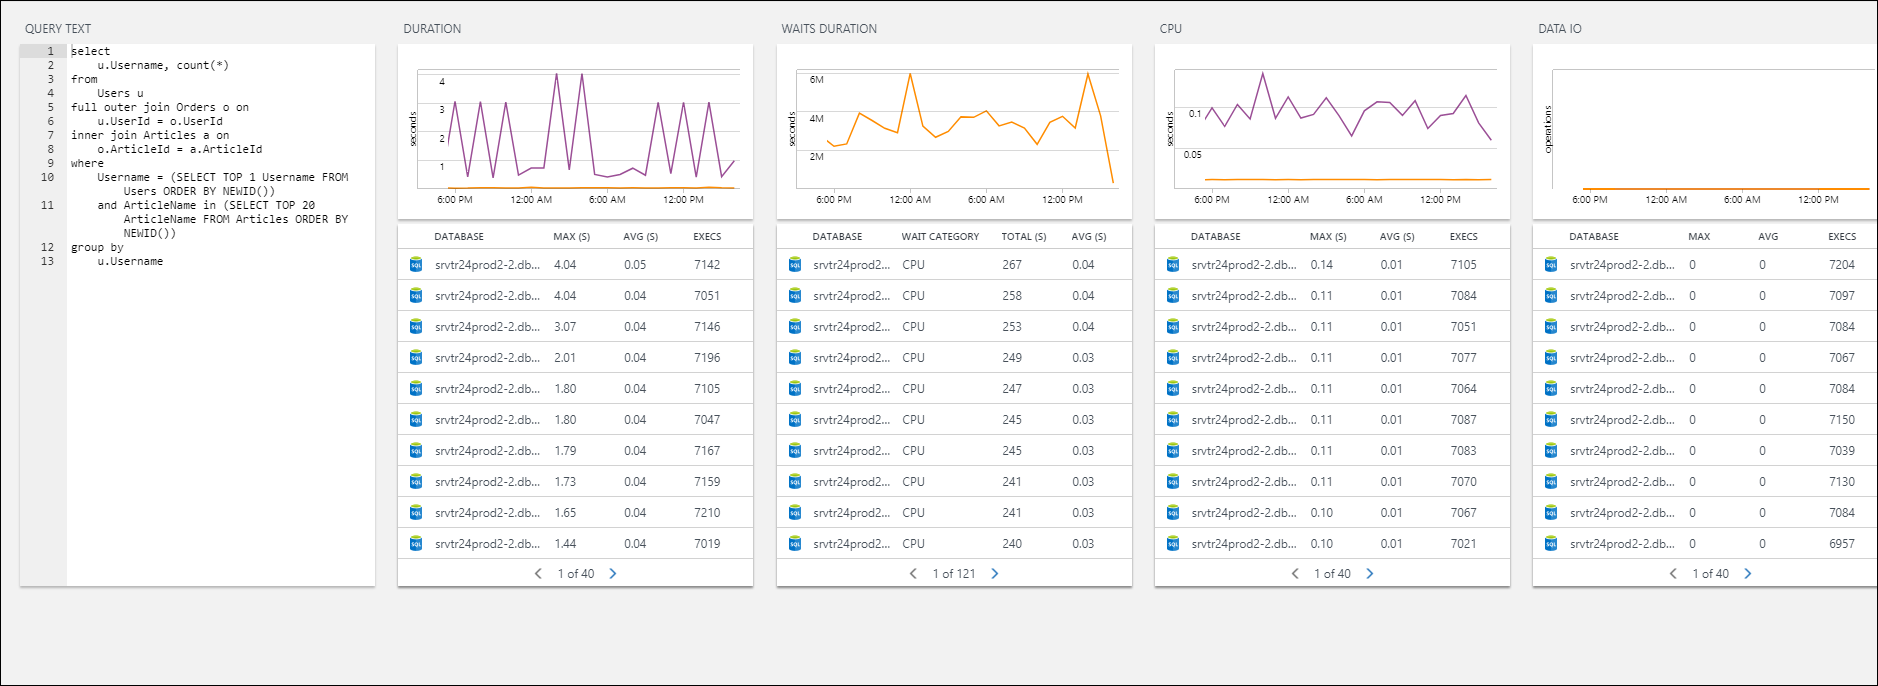 QUERY TEXT
1 select
2 u.Username, count(*)
3 from
4 Users u
5 full outer join Orders o on
6 u.UserId = o.UserId
7 inner join Articles a on
8 o.ArticleId = a.ArticleId
9 where
10 Username = (SELECT TOP 1 Username FROM
Users ORDER BY NEWID())
11 and ArticleName in (SELECT TOP 20
ArticleName FROM Articles ORDER BY
NEWID())
12 group by
13 u.Username
DURATION
seconds
4
3
2
1
6:00 PM 12:00 AM 6:00 AM 12:00 PM
DATABASE MAX (S) AVG (S) EXECS
srvtr24prod2-2.db... 4.04 0.05 7142
srvtr24prod2-2.db... 4.04 0.04 7051
srvtr24prod2-2.db... 3.07 0.04 7146
srvtr24prod2-2.db... 2.01 0.04 7196
srvtr24prod2-2.db... 1.80 0.04 7105
srvtr24prod2-2.db... 1.80 0.04 7047
srvtr24prod2-2.db... 1.79 0.04 7167
srvtr24prod2-2.db... 1.73 0.04 7159
srvtr24prod2-2.db... 1.65 0.04 7210
srvtr24prod2-2.db... 1.44 0.04 7019
1 of 40
WAITS DURATION
seconds
6M
4M
2M
6:00 PM 12:00 AM 6:00 AM 12:00 PM
DATABASE WAIT CATEGORY TOTAL (S) AVG (S)
srvtr24prod2... CPU 267 0.04
srvtr24prod2... CPU 258 0.04
srvtr24prod2... CPU 253 0.04
srvtr24prod2... CPU 249 0.03
srvtr24prod2... CPU 247 0.03
srvtr24prod2... CPU 245 0.03
srvtr24prod2... CPU 245 0.03
srvtr24prod2... CPU 241 0.03
srvtr24prod2... CPU 241 0.03
srvtr24prod2... CPU 240 0.03
1 of 121
CPU
seconds
0.1
0.05
6:00 PM 12:00 AM 6:00 AM 12:00 PM
DATABASE MAX (S) AVG (S) EXECS
srvtr24prod2-2.db... 0.14 0.01 7105
srvtr24prod2-2.db... 0.11 0.01 7084
srvtr24prod2-2.db... 0.11 0.01 7051
srvtr24prod2-2.db... 0.11 0.01 7077
srvtr24prod2-2.db... 0.11 0.01 7064
srvtr24prod2-2.db... 0.11 0.01 7087
srvtr24prod2-2.db... 0.11 0.01 7083
srvtr24prod2-2.db... 0.11 0.01 7070
srvtr24prod2-2.db... 0.10 0.01 7067
srvtr24prod2-2.db... 0.10 0.01 7021
1 of 40
DATA IO
operations
6:00 PM 12:00 AM 6:00 AM 12:00 PM
DATABASE MAX AVG EXECS
srvtr24prod2-2.db... 0 0 7204
srvtr24prod2-2.db... 0 0 7097
srvtr24prod2-2.db... 0 0 7084
srvtr24prod2-2.db... 0 0 7067
srvtr24prod2-2.db... 0 0 7084
srvtr24prod2-2.db... 0 0 7150
srvtr24prod2-2.db... 0 0 7039
srvtr24prod2-2.db... 0 0 7130
srvtr24prod2-2.db... 0 0 7084
srvtr24prod2-2.db... 0 0 6957
1 of 40